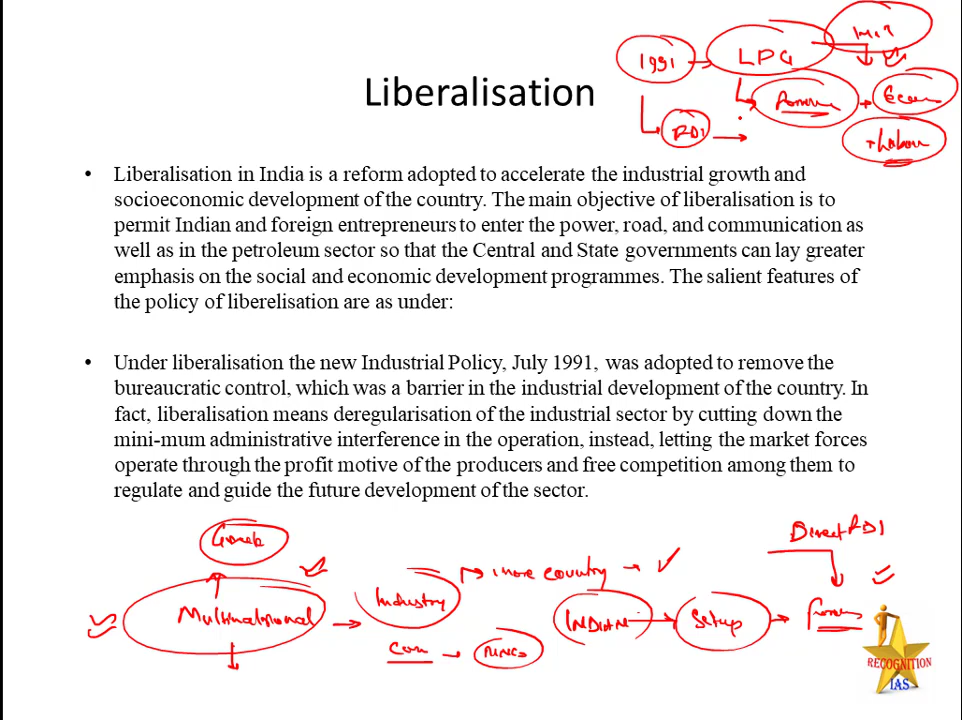 1991 LPG
FDI
Liberalisation
• Liberalisation in India is a reform adopted to accelerate the industrial growth and
socioeconomic development of the country. The main objective of liberalisation is to
permit Indian and foreign entrepreneurs to enter the power, road, and communication as
well as in the petroleum sector so that the Central and State governments can lay greater
emphasis on the social and economic development programmes. The salient features of
the policy of liberelisation are as under:
• Under liberalisation the new Industrial Policy, July 1991, was adopted to remove the
bureaucratic control, which was a barrier in the industrial development of the country. In
fact, liberalisation means deregularisation of the industrial sector by cutting down the
mini-mum administrative interference in the operation, instead, letting the market forces
operate through the profit motive of the producers and free competition among them to
regulate and guide the future development of the sector.
Direct FDI
more country
Multinational Industry INDIAN Setup
RECOGNITION
IAS